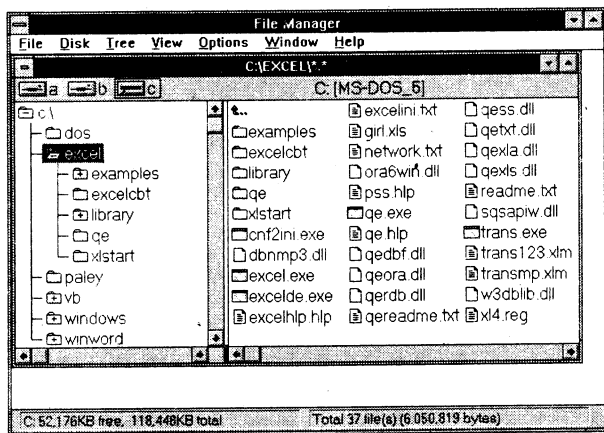 File Manager
File Disk Tree View Options Window Help
C:\EXCEL\*.*
a b c C: [MS-DOS_5]
c:\
dos
excel
examples
excelcbt
library
qe
xlstart
paley
vb
windows
winword
examples
excelcbt
library
qe
xlstart
cnf2ini.exe
dbnmp3.dll
excel.exe
excelde.exe
excelhlp.hlp
excelini.txt
girl.xls
network.txt
ora6win.dll
pss.hlp
qe.exe
qe.hlp
qedbf.dll
qeora.dll
qerdb.dll
qereadme.txt
qess.dll
qetxt.dll
qexla.dll
qexls.dll
readme.txt
sqsapiw.dll
trans.exe
trans123.xlm
transmp.xlm
w3dblib.dll
xl4.reg
C: 52,176KB free, 118,448KB total Total 37 file(s) (6,050,819 bytes)